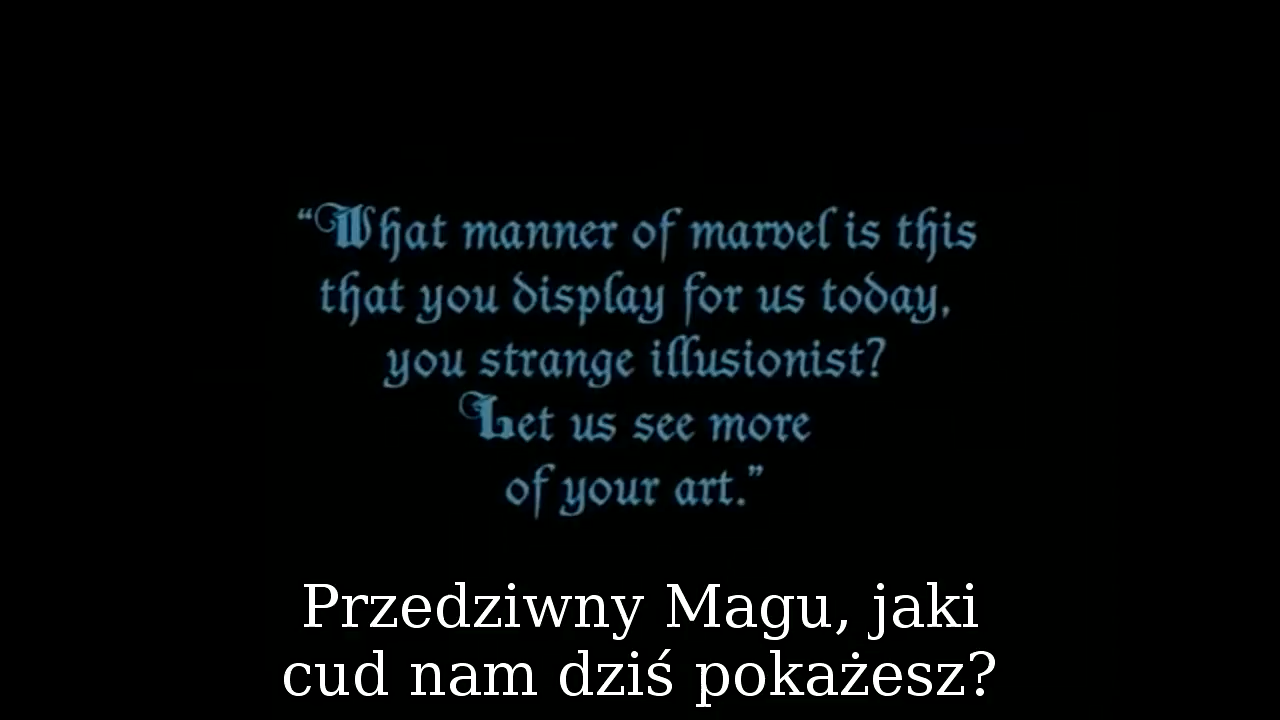 “What manner of marvel is this
that you display for us today,
you strange illusionist?
Let us see more
of your art.”
Przedziwny Magu, jaki
cud nam dziś pokażesz?